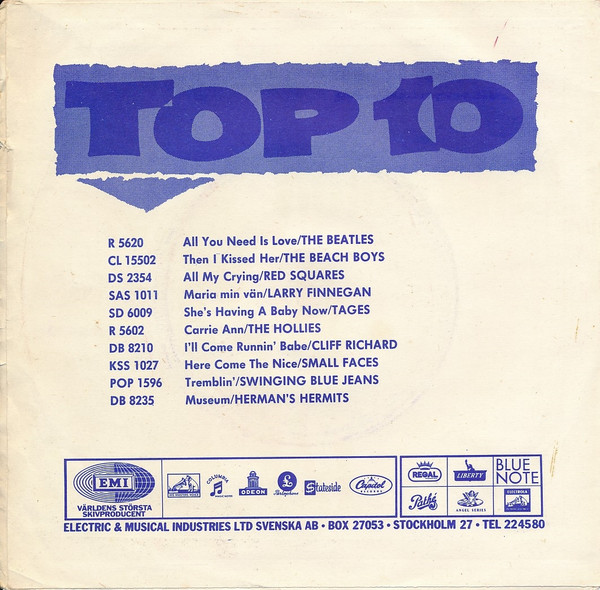 TOP 10
R 5620 All You Need Is Love/THE BEATLES
CL 15502 Then I Kissed Her/THE BEACH BOYS
DS 2354 All My Crying/RED SQUARES
SAS 1011 Maria min vän/LARRY FINNEGAN
SD 6009 She's Having A Baby Now/TAGES
R 5602 Carrie Ann/THE HOLLIES
DB 8210 I'll Come Runnin' Babe/CLIFF RICHARD
KSS 1027 Here Come The Nice/SMALL FACES
POP 1596 Tremblin'/SWINGING BLUE JEANS
DB 8235 Museum/HERMAN'S HERMITS
EMI
VÄRLDENS STÖRSTA
SKIVPRODUCENT
COLUMBIA
ODEON
Parlophone
Stateside
Capitol
RECORDS
REGAL
LIBERTY
BLUE
NOTE
Pathé
ANGEL SERIES
ELECTROLA
ELECTRIC & MUSICAL INDUSTRIES LTD SVENSKA AB • BOX 27053 • STOCKHOLM 27 • TEL 224580